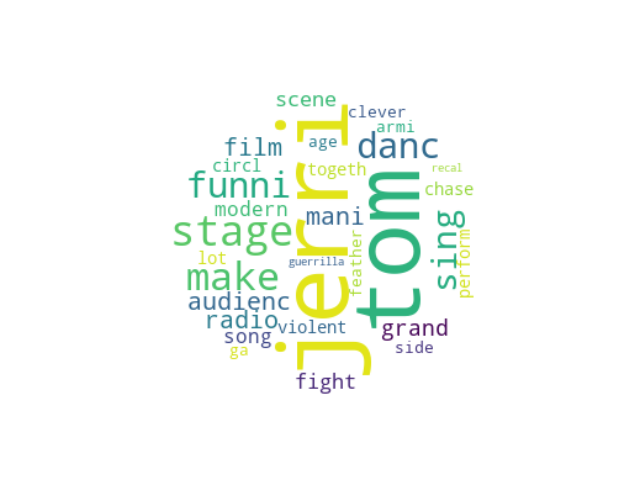 scene
clever
armi
film
age
danc
circl
togeth
recal
funni
chase
modern
mani
jerri
tom
stage
sing
perform
lot
guerrilla
feather
make
audienc
radio
violent
grand
song
side
ga
fight